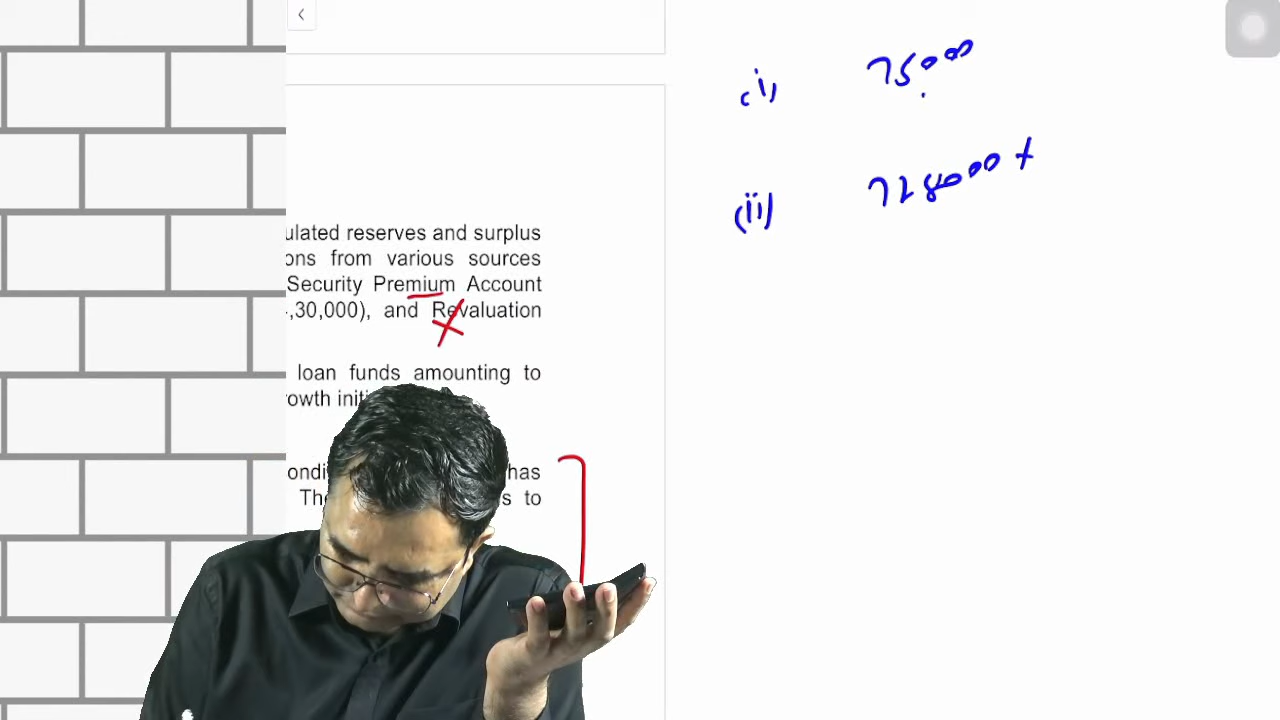 ulated reserves and surplus
ons from various sources
Security Premium Account
,30,000), and Revaluation
loan funds amounting to
owth initi
ondi has
The s to
(i) 75000
(ii) 728000 +